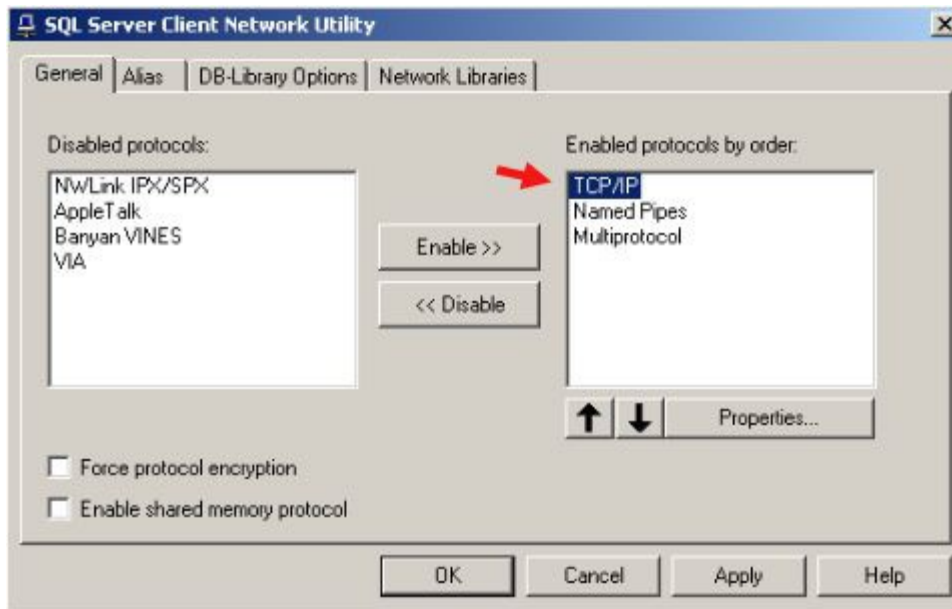 SQL Server Client Network Utility
General
Alias
DB-Library Options
Network Libraries
Disabled protocols:
NWLink IPX/SPX
AppleTalk
Banyan VINES
VIA
Enable >>
<< Disable
Enabled protocols by order:
TCP/IP
Named Pipes
Multiprotocol
Properties...
Force protocol encryption
Enable shared memory protocol
OK
Cancel
Apply
Help